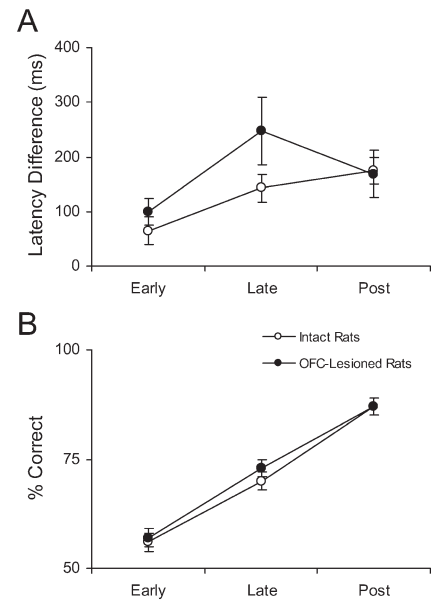 A
Latency Difference (ms)
400
300
200
100
0
Early Late Post
B
% Correct
100
75
50
Intact Rats
OFC-Lesioned Rats
Early Late Post